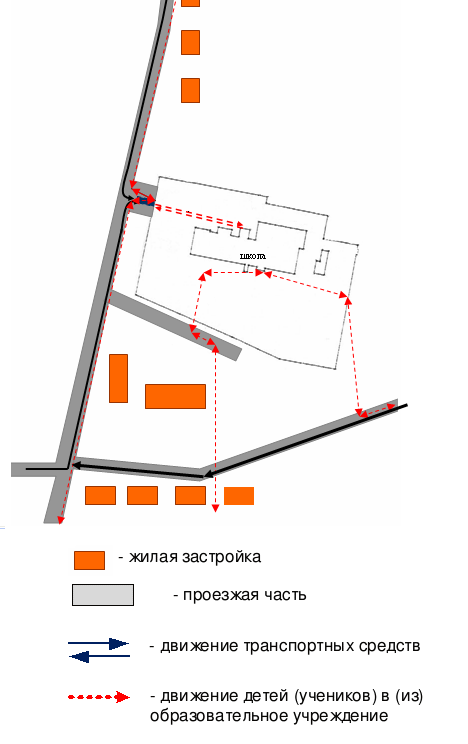 школа
- жилая застройка
- проезжая часть
- движение транспортных средств
- движение детей (учеников) в (из)
образовательное учреждение